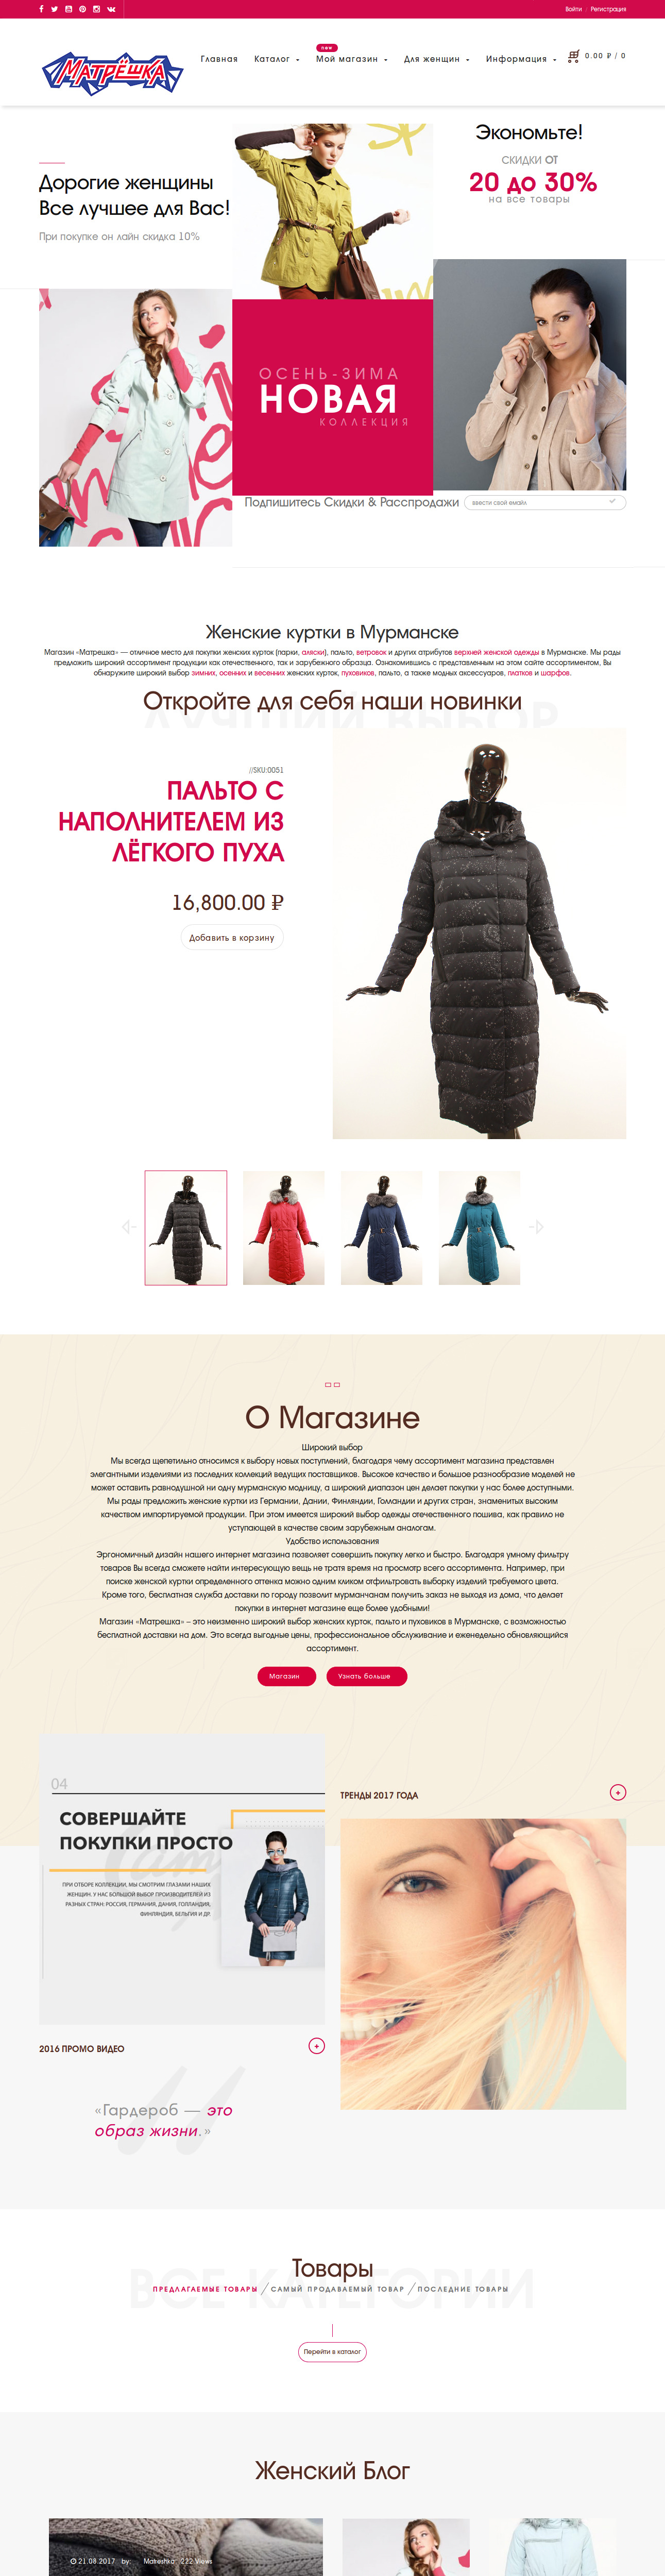 Войти
Регистрация
МАТРЁШКА
Главная
Каталог
new
Мой магазин
Для женщин
Информация
0.00 ₽ / 0
Дорогие женщины
Все лучшее для Вас!
При покупке он лайн скидка 10%
Экономьте!
СКИДКИ ОТ
20 до 30%
на все товары
ОСЕНЬ-ЗИМА
НОВАЯ
КОЛЛЕКЦИЯ
Подпишитесь Скидки & Расспродажи
ввести свой емайл
Женские куртки в Мурманске
Магазин «Матрешка» — отличное место для покупки женских курток (парки, аляски), пальто, ветровок и других атрибутов верхней женской одежды в Мурманске. Мы рады
предложить широкий ассортимент продукции как отечественного, так и зарубежного образца. Ознакомившись с представленным на этом сайте ассортиментом, Вы
обнаружите широкий выбор зимних, осенних и весенних женских курток, пуховиков, пальто, а также модных аксессуаров, платков и шарфов.
ЛУЧШИЙ ВЫБОР
Откройте для себя наши новинки
//SKU:0051
ПАЛЬТО С
НАПОЛНИТЕЛЕМ ИЗ
ЛЁГКОГО ПУХА
16,800.00 ₽
Добавить в корзину
О Магазине
Широкий выбор
Мы всегда щепетильно относимся к выбору новых поступлений, благодаря чему ассортимент магазина представлен
элегантными изделиями из последних коллекций ведущих поставщиков. Высокое качество и большое разнообразие моделей не
может оставить равнодушной ни одну мурманскую модницу, а широкий диапазон цен делает покупки у нас более доступными.
Мы рады предложить женские куртки из Германии, Дании, Финляндии, Голландии и других стран, знаменитых высоким
качеством импортируемой продукции. При этом имеется широкий выбор одежды отечественного пошива, как правило не
уступающей в качестве своим зарубежным аналогам.
Удобство использования
Эргономичный дизайн нашего интернет магазина позволяет совершить покупку легко и быстро. Благодаря умному фильтру
товаров Вы всегда сможете найти интересующую вещь не тратя время на просмотр всего ассортимента. Например, при
поиске женской куртки определенного оттенка можно одним кликом отфильтровать выборку изделий требуемого цвета.
Кроме того, бесплатная служба доставки по городу позволит мурманчанам получить заказ не выходя из дома, что делает
покупки в интернет магазине еще более удобными!
Магазин «Матрешка» – это неизменно широкий выбор женских курток, пальто и пуховиков в Мурманске, с возможностью
бесплатной доставки на дом. Это всегда выгодные цены, профессиональное обслуживание и еженедельно обновляющийся
ассортимент.
Магазин
Узнать больше
04
СОВЕРШАЙТЕ
ПОКУПКИ ПРОСТО
ПРИ ОТБОРЕ КОЛЛЕКЦИИ, МЫ СМОТРИМ ГЛАЗАМИ НАШИХ
ЖЕНЩИН. У НАС БОЛЬШОЙ ВЫБОР ПРОИЗВОДИТЕЛЕЙ ИЗ
РАЗНЫХ СТРАН: РОССИЯ, ГЕРМАНИЯ, ДАНИЯ, ГОЛЛАНДИЯ,
ФИНЛЯНДИЯ, БЕЛЬГИЯ И ДР.
ТРЕНДЫ 2017 ГОДА
+
2016 ПРОМО ВИДЕО
+
«Гардероб — это
образ жизни.»
ВСЕ КАТЕГОРИИ
Товары
ПРЕДЛАГАЕМЫЕ ТОВАРЫ / САМЫЙ ПРОДАВАЕМЫЙ ТОВАР / ПОСЛЕДНИЕ ТОВАРЫ
Перейти в каталог
Женский Блог
21.08.2017 by: Matreshka 222 Views